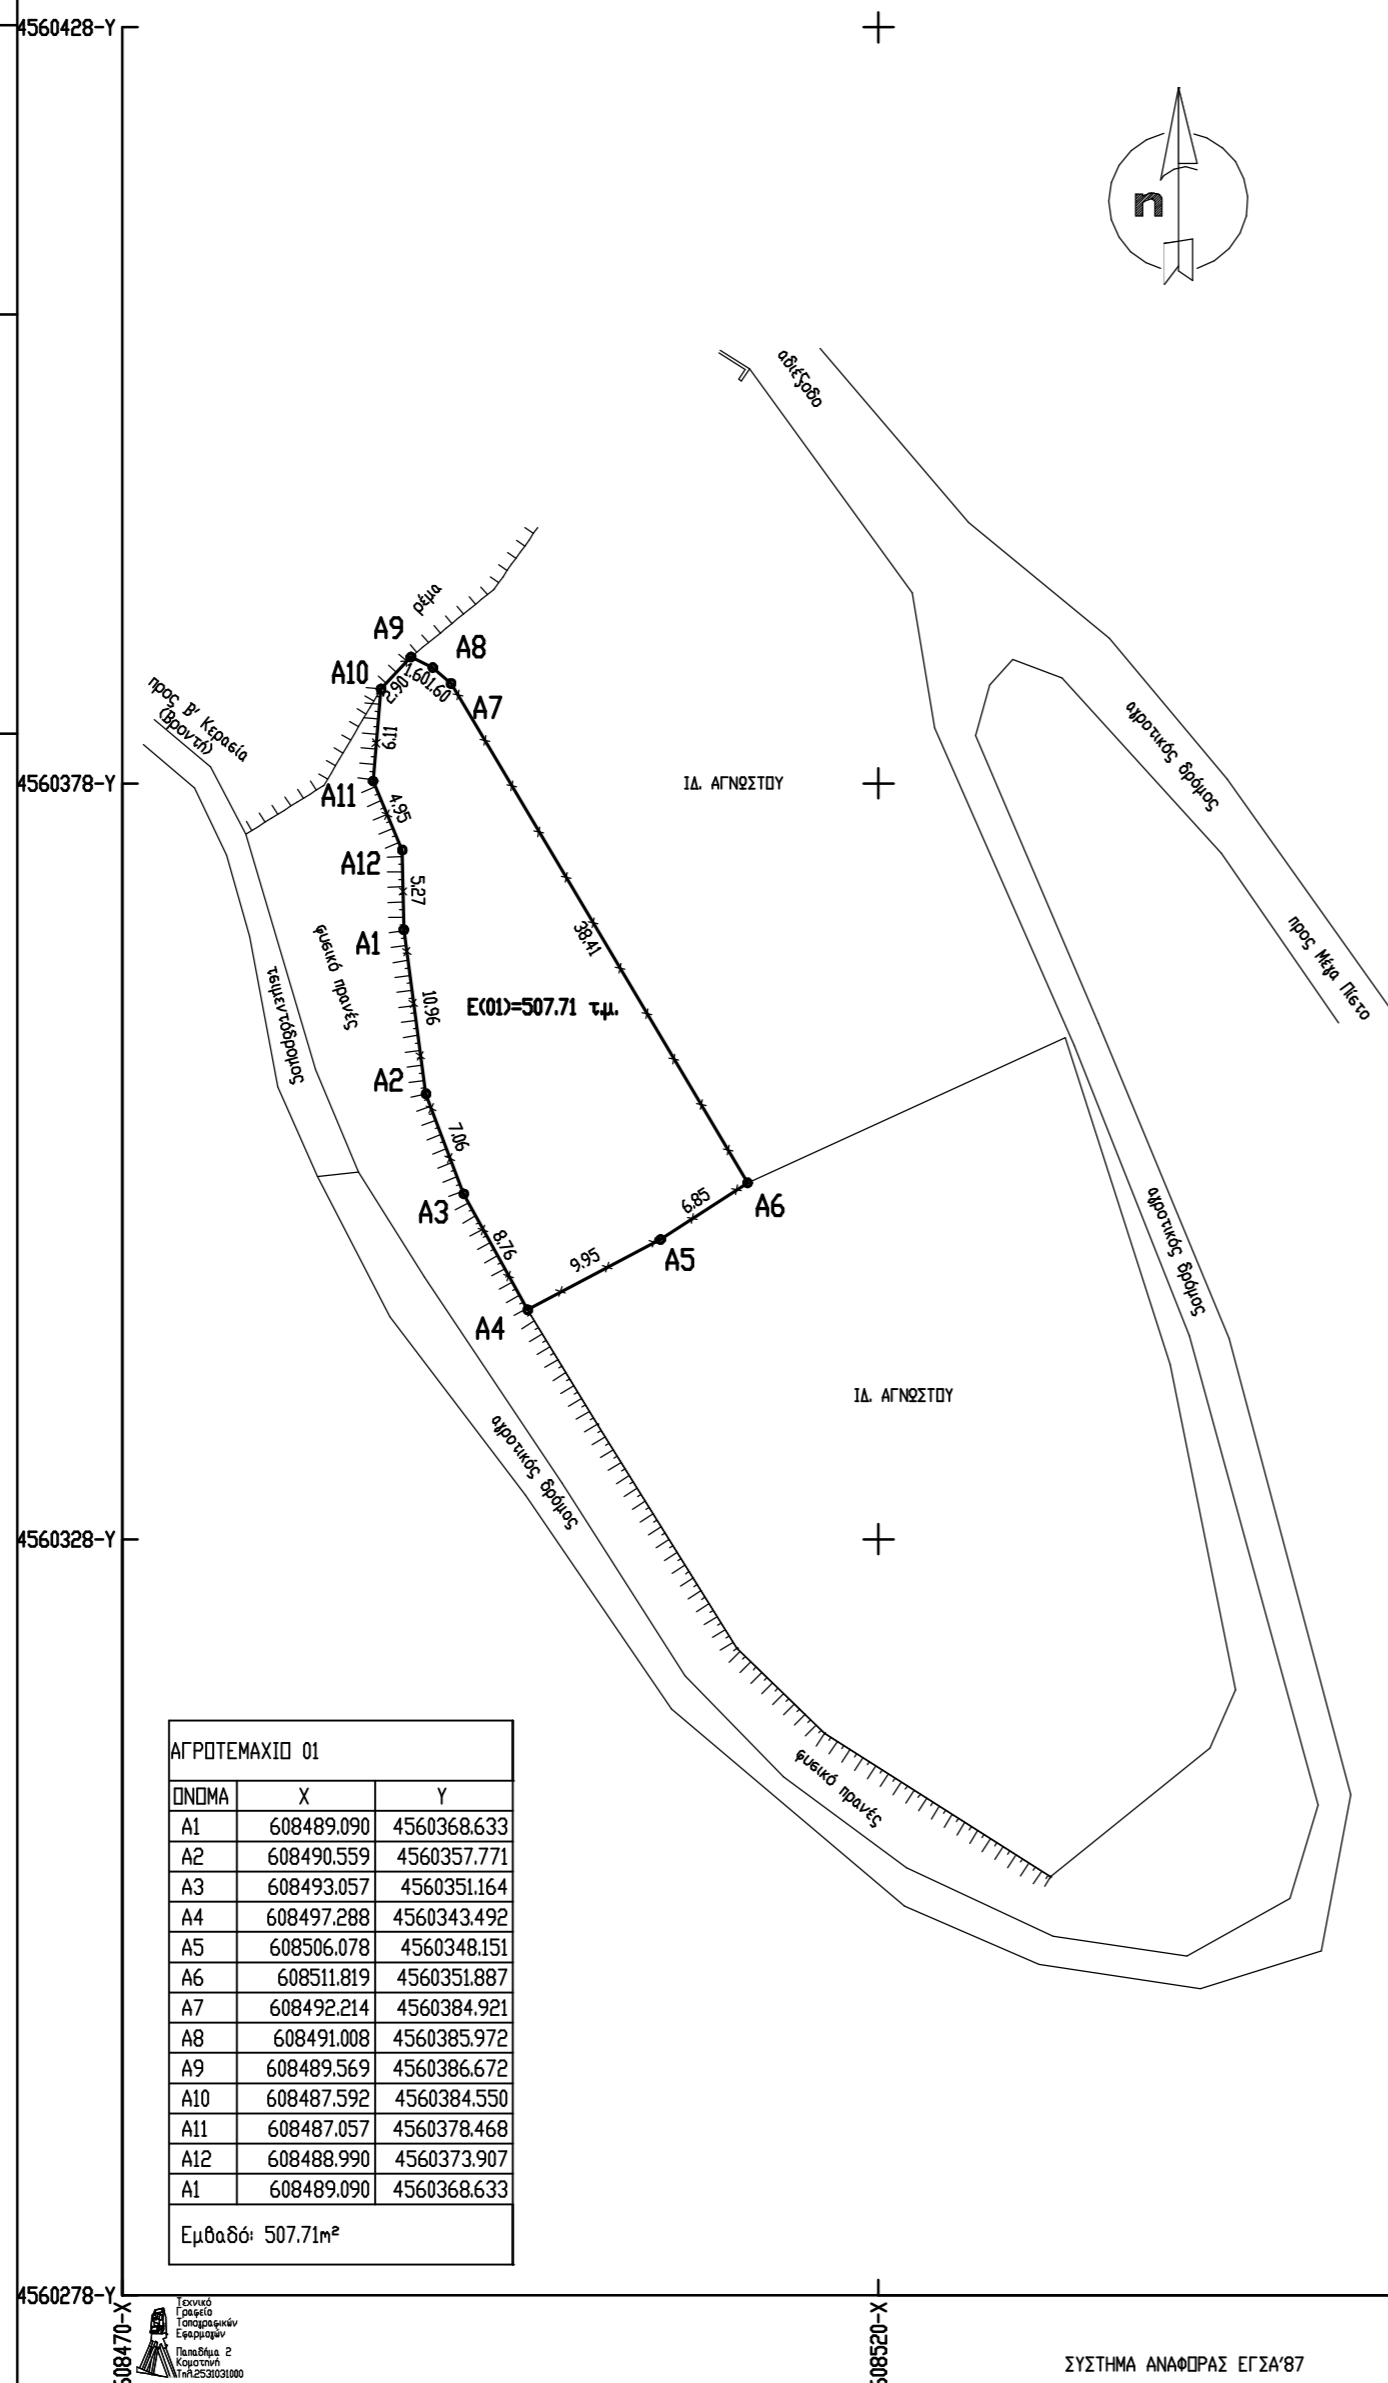 4560428-Y
n
αδιέξοδο
ρέμα
A9
A8
A10
1.60
1.60
2.90
A7
προς Β' Κερασία
(Βροντή)
6.11
αγροτικός δρόμος
ΙΔ. ΑΓΝΩΣΤΟΥ
4560378-Y
A11
4.95
A12
5.27
38.41
A1
φυσικό πρανές
προς Μέγα Πίστο
τσιμεντόδρομος
10.96
E(01)=507.71 τ.μ.
A2
7.06
6.85
A6
A3
8.76
9.95
A5
αγροτικός δρόμος
A4
ΙΔ. ΑΓΝΩΣΤΟΥ
αγροτικός δρόμος
4560328-Y
φυσικό πρανές
ΑΓΡΟΤΕΜΑΧΙΟ 01
ΟΝΟΜΑ X Y
A1 608489.090 4560368.633
A2 608490.559 4560357.771
A3 608493.057 4560351.164
A4 608497.288 4560343.492
A5 608506.078 4560348.151
A6 608511.819 4560351.887
A7 608492.214 4560384.921
A8 608491.008 4560385.972
A9 608489.569 4560386.672
A10 608487.592 4560384.550
A11 608487.057 4560378.468
A12 608488.990 4560373.907
A1 608489.090 4560368.633
Εμβαδό: 507.71m²
4560278-Y
608470-X
608520-X
Τεχνικό
Γραφείο
Τοπογραφικών
Εφαρμογών
Παπαδήμα 2
Κομοτηνή
Τηλ.2531031000
ΣΥΣΤΗΜΑ ΑΝΑΦΟΡΑΣ ΕΓΣΑ'87